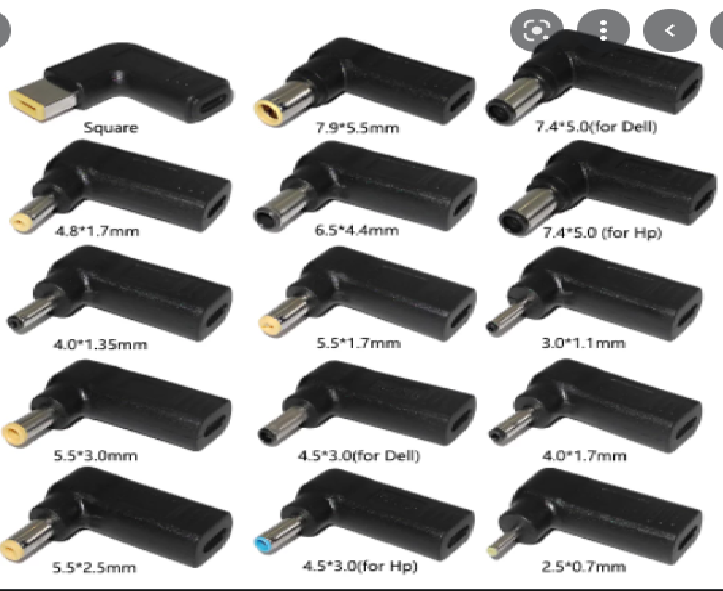 Square
7.9*5.5mm
7.4*5.0(for Dell)
4.8*1.7mm
6.5*4.4mm
7.4*5.0 (for Hp)
4.0*1.35mm
5.5*1.7mm
3.0*1.1mm
5.5*3.0mm
4.5*3.0(for Dell)
4.0*1.7mm
5.5*2.5mm
4.5*3.0(for Hp)
2.5*0.7mm